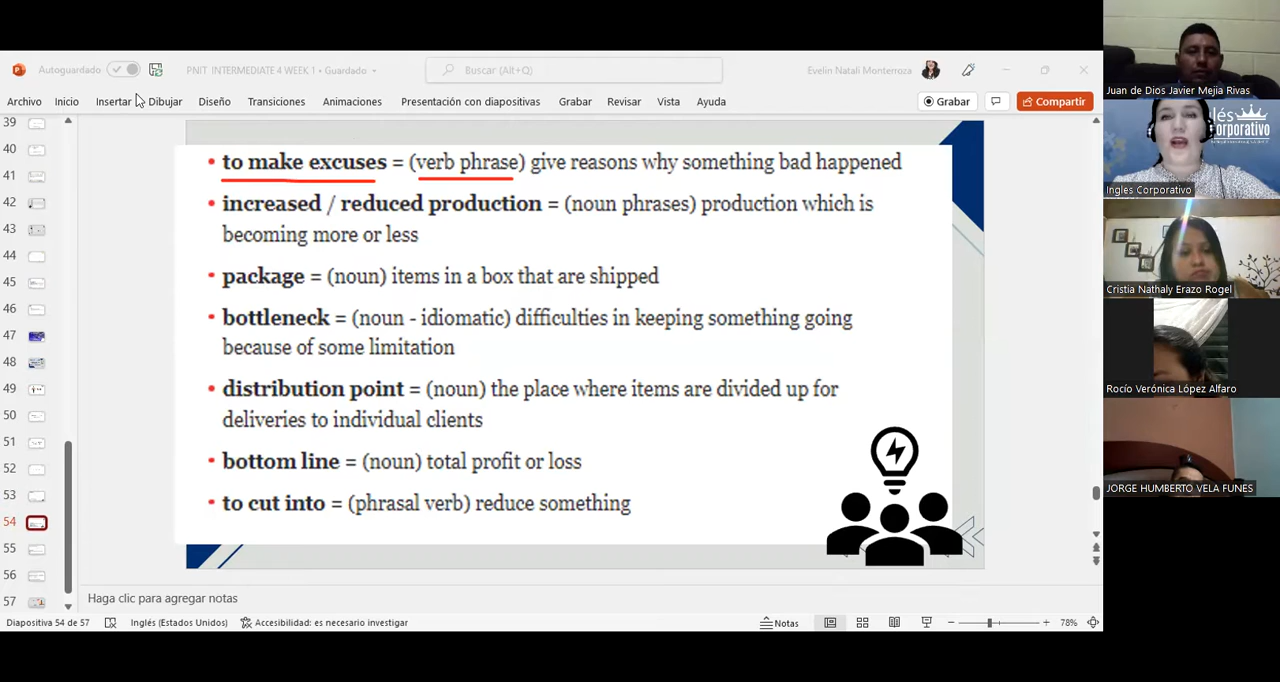 Autoguardado
PNIT INTERMEDIATE 4 WEEK 1 • Guardado
Buscar (Alt+Q)
Evelin Natali Monterroza
Archivo Inicio Insertar Dibujar Diseño Transiciones Animaciones Presentación con diapositivas Grabar Revisar Vista Ayuda
Grabar
Compartir
39
40
41
42
43
44
45
46
47
48
49
50
51
52
53
54
55
56
57
• to make excuses = (verb phrase) give reasons why something bad happened
• increased / reduced production = (noun phrases) production which is
becoming more or less
• package = (noun) items in a box that are shipped
• bottleneck = (noun - idiomatic) difficulties in keeping something going
because of some limitation
• distribution point = (noun) the place where items are divided up for
deliveries to individual clients
• bottom line = (noun) total profit or loss
• to cut into = (phrasal verb) reduce something
Haga clic para agregar notas
Diapositiva 54 de 57 Inglés (Estados Unidos) Accesibilidad: es necesario investigar Notas 78%
Juan de Dios Javier Mejia Rivas
lés
orporativo
Ingles Corporativo
Cristia Nathaly Erazo Rogel
Rocío Verónica López Alfaro
JORGE HUMBERTO VELA FUNES